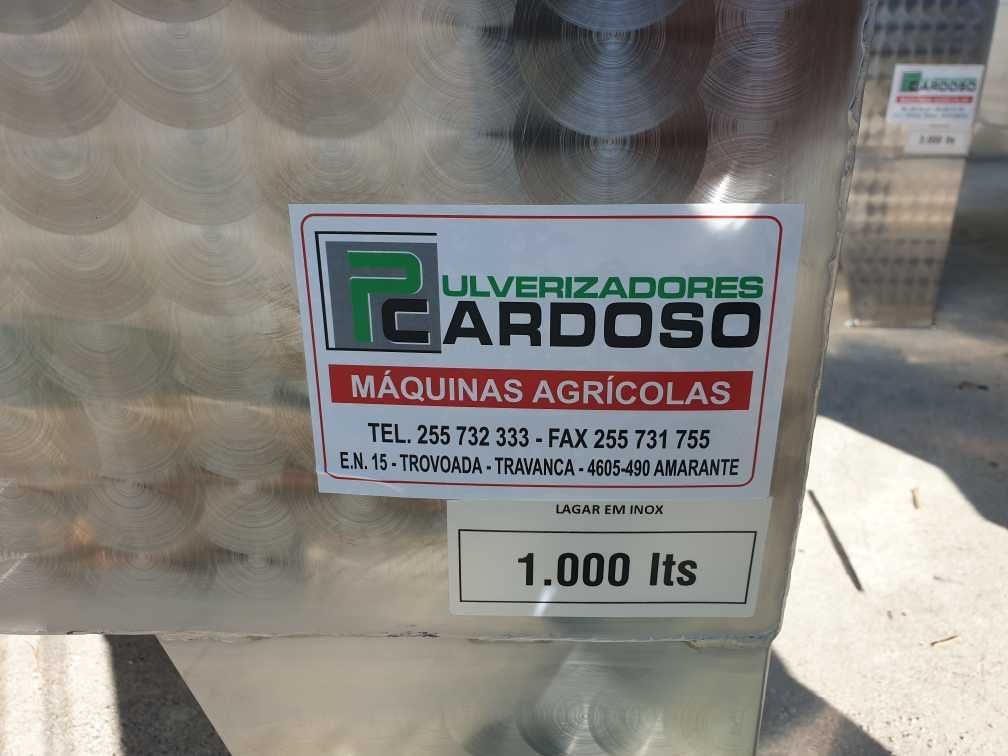 PULVERIZADORES
CARDOSO
MÁQUINAS AGRÍCOLAS
TEL. 255 732 333 - FAX 255 731 755
E.N. 15 - TROVOADA - TRAVANCA - 4605-490 AMARANTE
LAGAR EM INOX
1.000 lts
CARDOSO